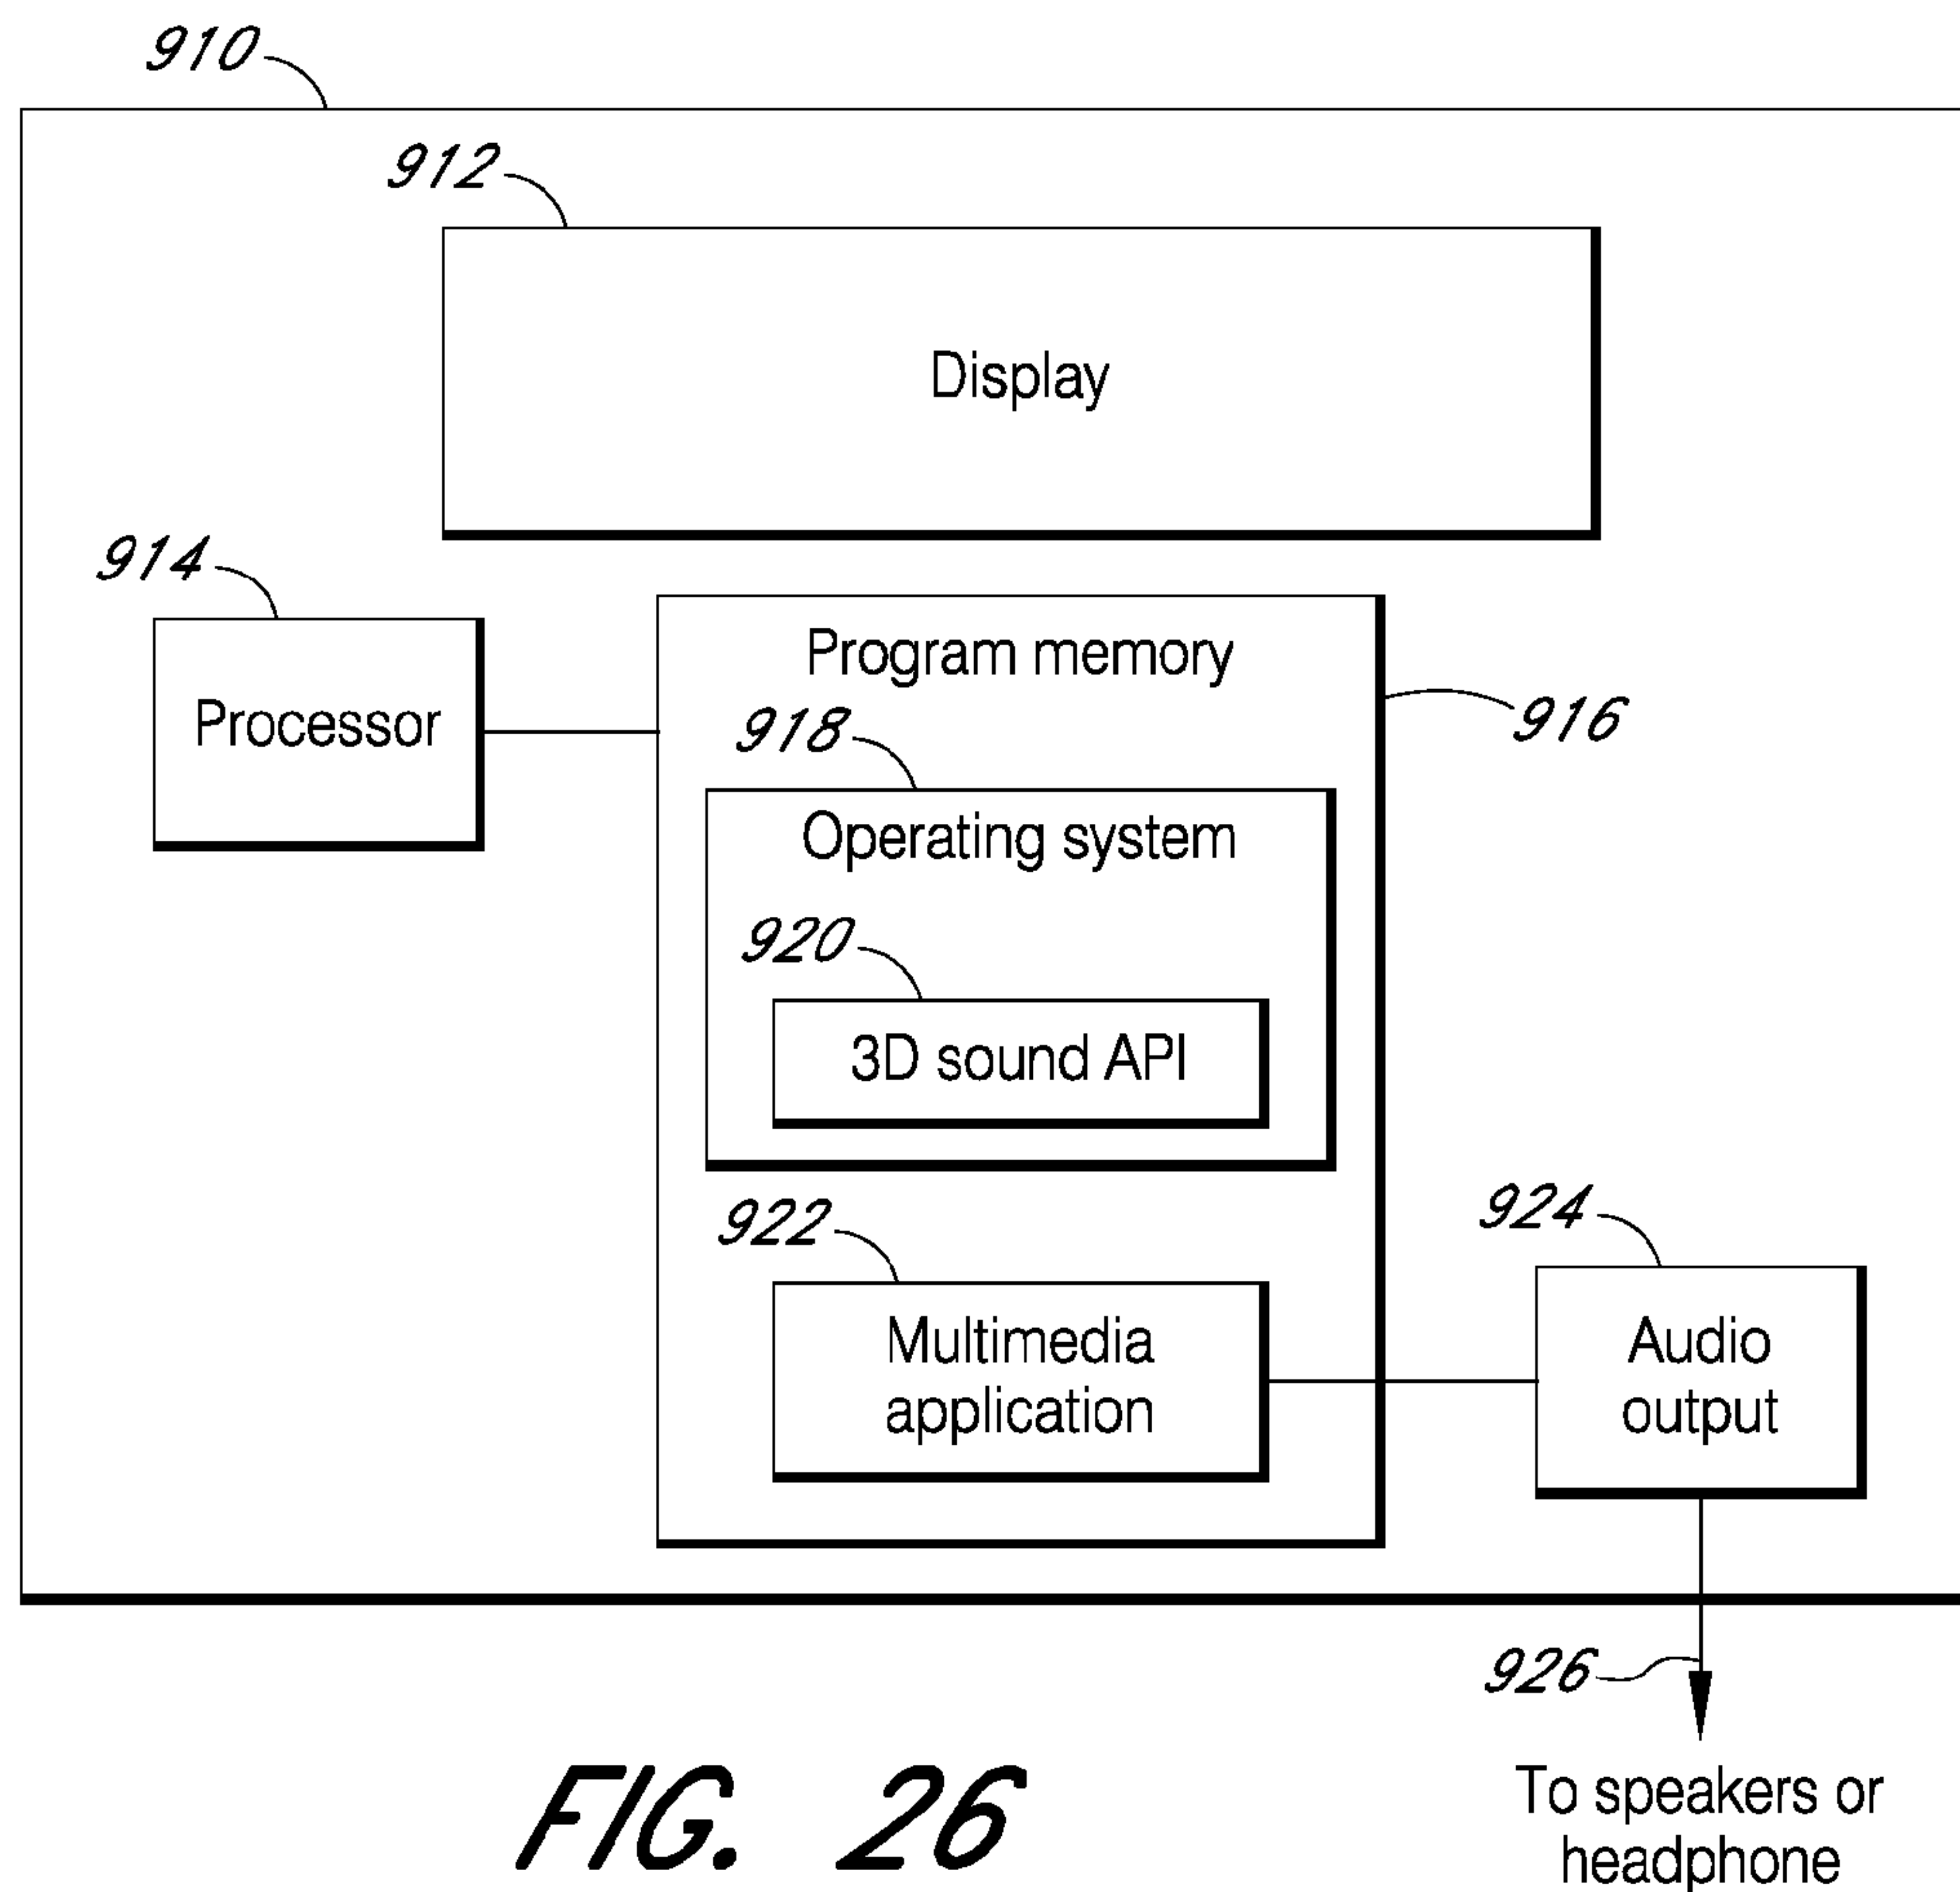 910
912
Display
914
Processor
Program memory
916
918
Operating system
920
3D sound API
922
Multimedia
application
924
Audio
output
926
To speakers or
headphone
FIG. 26